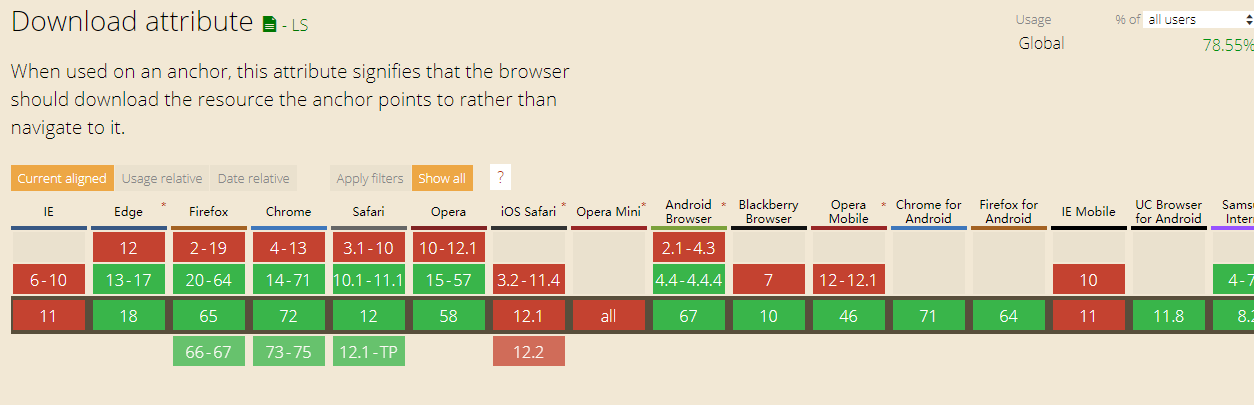 Download attribute - LS
Usage % of all users
Global 78.55%
When used on an anchor, this attribute signifies that the browser
should download the resource the anchor points to rather than
navigate to it.
Current aligned Usage relative Date relative Apply filters Show all ?
IE Edge * Firefox Chrome Safari Opera iOS Safari * Opera Mini * Android Browser * Blackberry Browser Opera Mobile * Chrome for Android Firefox for Android IE Mobile UC Browser for Android Samsu Intern
12 2-19 4-13 3.1-10 10-12.1 2.1-4.3
6-10 13-17 20-64 14-71 10.1-11.1 15-57 3.2-11.4 4.4-4.4.4 7 12-12.1 10 4-7
11 18 65 72 12 58 12.1 all 67 10 46 71 64 11 11.8 8.2
66-67 73-75 12.1-TP 12.2